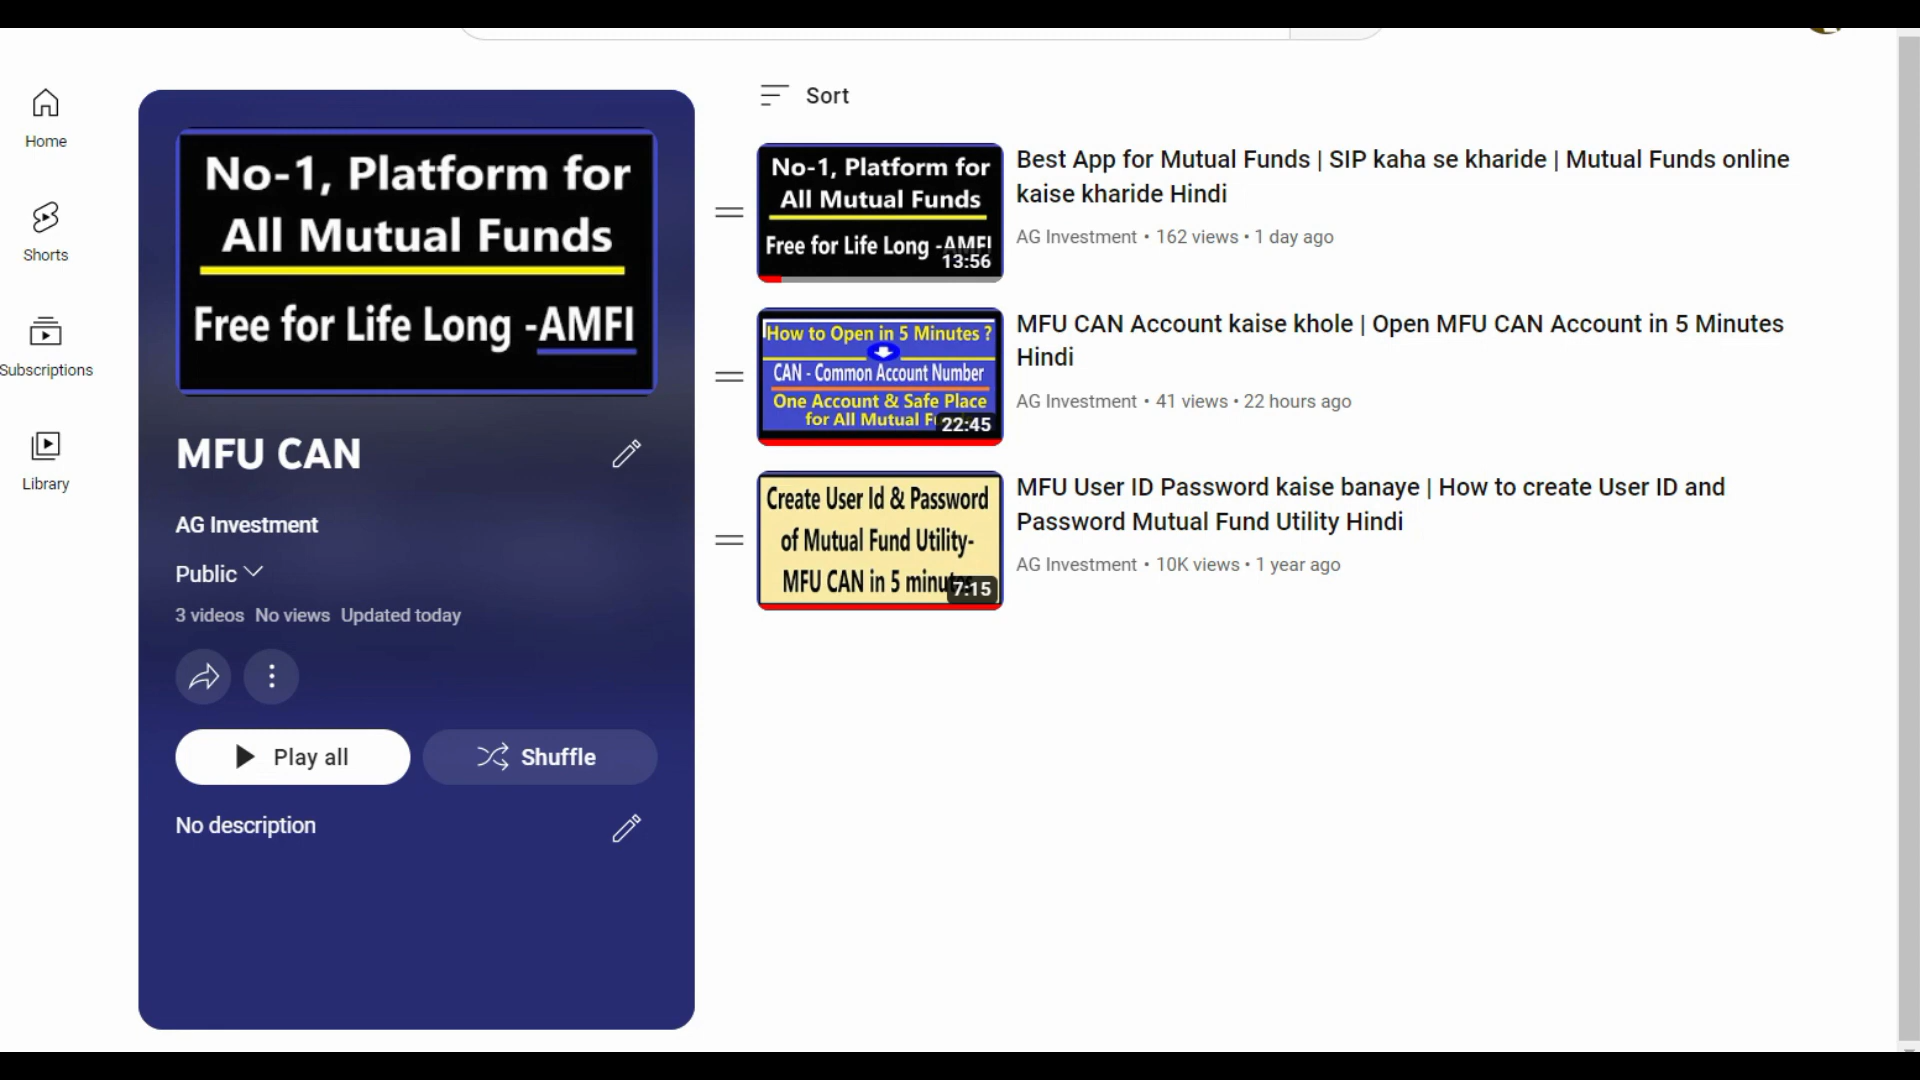 Home
Shorts
Subscriptions
Library
No-1, Platform for
All Mutual Funds
Free for Life Long -AMFI
MFU CAN
AG Investment
Public
3 videos No views Updated today
Play all
Shuffle
No description
Sort
No-1, Platform for
All Mutual Funds
Free for Life Long -AMFI
13:56
Best App for Mutual Funds | SIP kaha se kharide | Mutual Funds online
kaise kharide Hindi
AG Investment • 162 views • 1 day ago
How to Open in 5 Minutes ?
CAN - Common Account Number
One Account & Safe Place
for All Mutual
22:45
MFU CAN Account kaise khole | Open MFU CAN Account in 5 Minutes
Hindi
AG Investment • 41 views • 22 hours ago
Create User Id & Password
of Mutual Fund Utility-
MFU CAN in 5
7:15
MFU User ID Password kaise banaye | How to create User ID and
Password Mutual Fund Utility Hindi
AG Investment • 10K views • 1 year ago